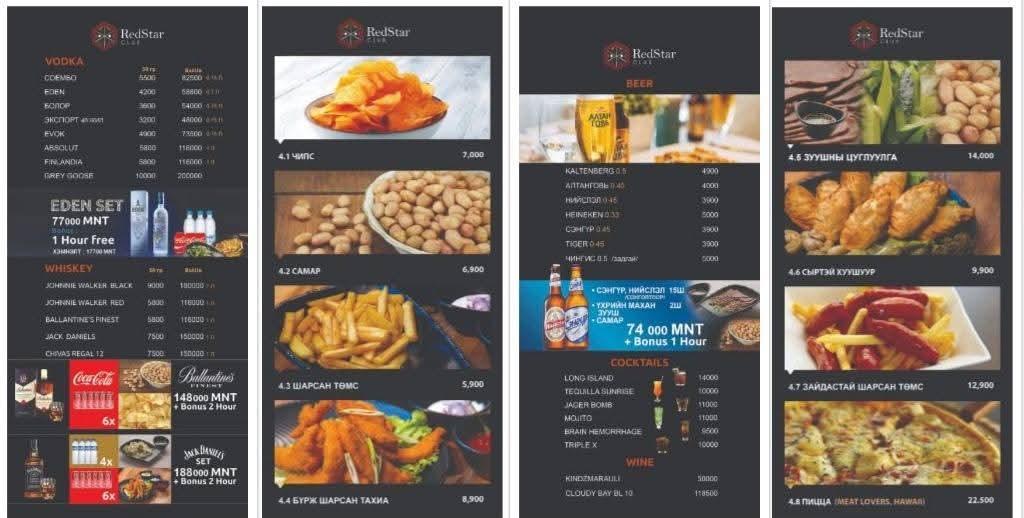 RedStar
CLUB
VODKA
50 гр Bottle
СОЁМБО 5500 82500 0.75 Л
EDEN 4200 58800 0.7 Л
БОЛОР 3600 54000 0.75 Л
ЭКСПОРТ 3200 48000 0.75 Л
EVOK 4900 73500 0.75 Л
ABSOLUT 5800 116000 1 Л
FINLANDIA 5800 116000 1 Л
GREY GOOSE 10000 200000
EDEN SET
77000 MNT
Bonus :
1 Hour free
ХЭМНЭЛТ : 17700 MNT
WHISKEY
50 гр Bottle
JOHNNIE WALKER BLACK 9000 180000 1 Л
JOHNNIE WALKER RED 5800 116000 1 Л
BALLANTINE'S FINEST 5800 116000 1 Л
JACK DANIELS 7500 150000 1 Л
CHIVAS REGAL 12 7500 150000 1 Л
Coca-Cola
6x
Ballantine's
FINEST
148000 MNT
+ Bonus 2 Hour
4x
6x
JACK DANIEL'S
SET
188000 MNT
+ Bonus 2 Hour
RedStar
CLUB
4.1 ЧИПС 7,000
4.2 САМАР 6,900
4.3 ШАРСАН ТӨМС 5,900
4.4 БҮРЖ ШАРСАН ТАХИА 8,900
RedStar
CLUB
BEER
АЛТАН
ГОВЬ
KALTENBERG 0.5 4900
АЛТАНГОВЬ 0.45 4000
НИЙСЛЭЛ 0.45 3900
HEINEKEN 0.33 5000
СЭНГҮР 0.45 3900
TIGER 0.45 3900
ЧИНГИС 0.5 /задгай/ 5000
• СЭНГҮР, НИЙСЛЭЛ 15Ш
/СОНГОЛТООР/
• ҮХРИЙН МАХАН 2Ш
ЗУУШ
• САМАР
74 000 MNT
+ Bonus 1 Hour
COCKTAILS
LONG ISLAND 14000
TEQUILLA SUNRISE 10000
JAGER BOMB 11000
MOJITO 11000
BRAIN HEMORRHAGE 9500
TRIPLE X 10000
WINE
KINDZMARAULI 50000
CLOUDY BAY BL 10 118500
RedStar
CLUB
4.5 ЗУУШНЫ ЦУГЛУУЛГА 14,000
4.6 СЫРТЭЙ ХУУШУУР 9,900
4.7 ЗАЙДАСТАЙ ШАРСАН ТӨМС 12,900
4.8 ПИЦЦА (MEAT LOVERS, HAWAII) 22.500